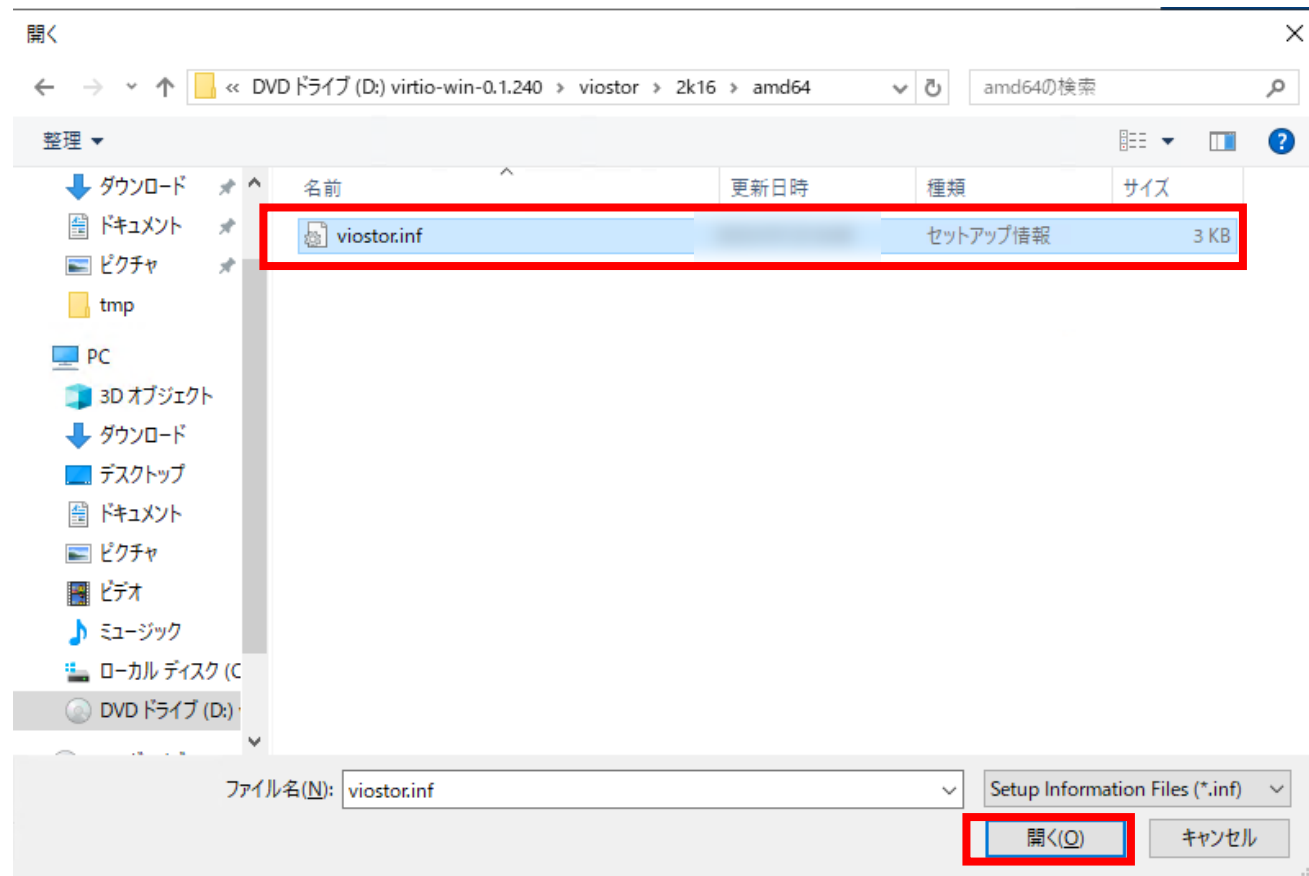 開く
« DVD ドライブ (D:) virtio-win-0.1.240 › viostor › 2k16 › amd64
amd64の検索
整理
名前 更新日時 種類 サイズ
viostor.inf セットアップ情報 3 KB
ダウンロード
ドキュメント
ピクチャ
tmp
PC
3D オブジェクト
ダウンロード
デスクトップ
ドキュメント
ピクチャ
ビデオ
ミュージック
ローカル ディスク (C
DVD ドライブ (D:)
ファイル名(N): viostor.inf Setup Information Files (*.inf)
開く(O) キャンセル